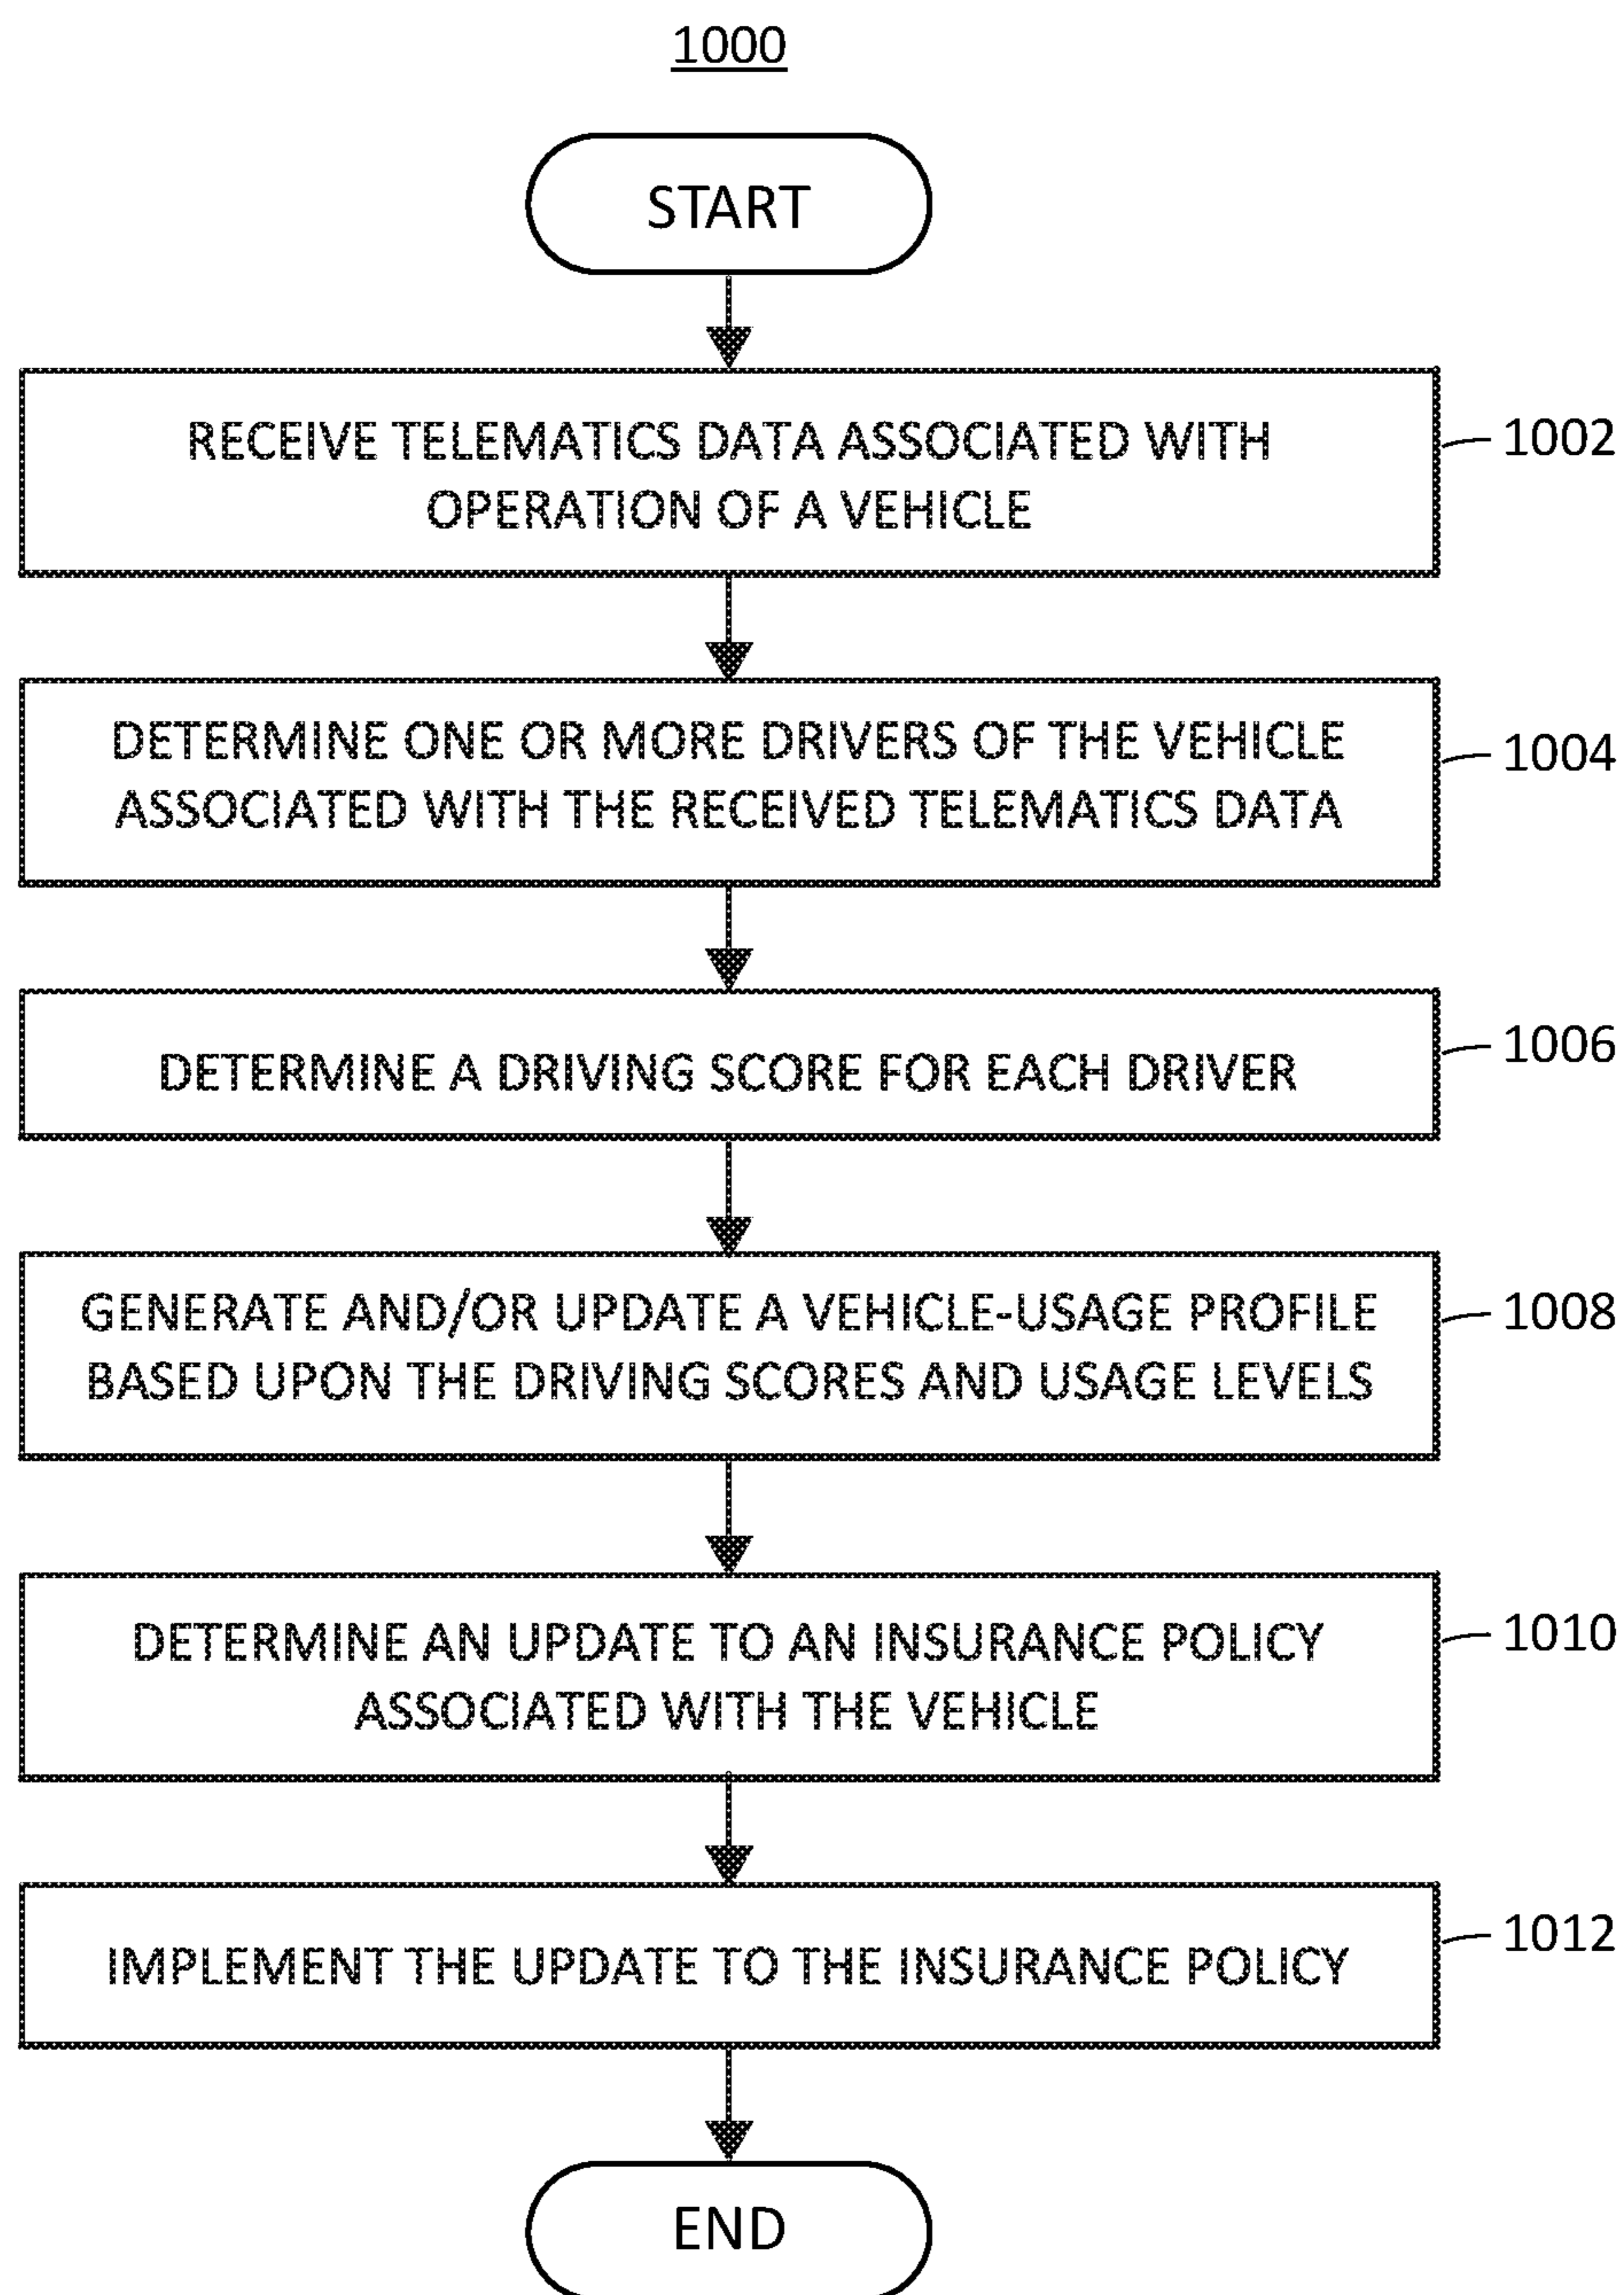 1000
START
RECEIVE TELEMATICS DATA ASSOCIATED WITH
OPERATION OF A VEHICLE
1002
DETERMINE ONE OR MORE DRIVERS OF THE VEHICLE
ASSOCIATED WITH THE RECEIVED TELEMATICS DATA
1004
DETERMINE A DRIVING SCORE FOR EACH DRIVER
1006
GENERATE AND/OR UPDATE A VEHICLE-USAGE PROFILE
BASED UPON THE DRIVING SCORES AND USAGE LEVELS
1008
DETERMINE AN UPDATE TO AN INSURANCE POLICY
ASSOCIATED WITH THE VEHICLE
1010
IMPLEMENT THE UPDATE TO THE INSURANCE POLICY
1012
END